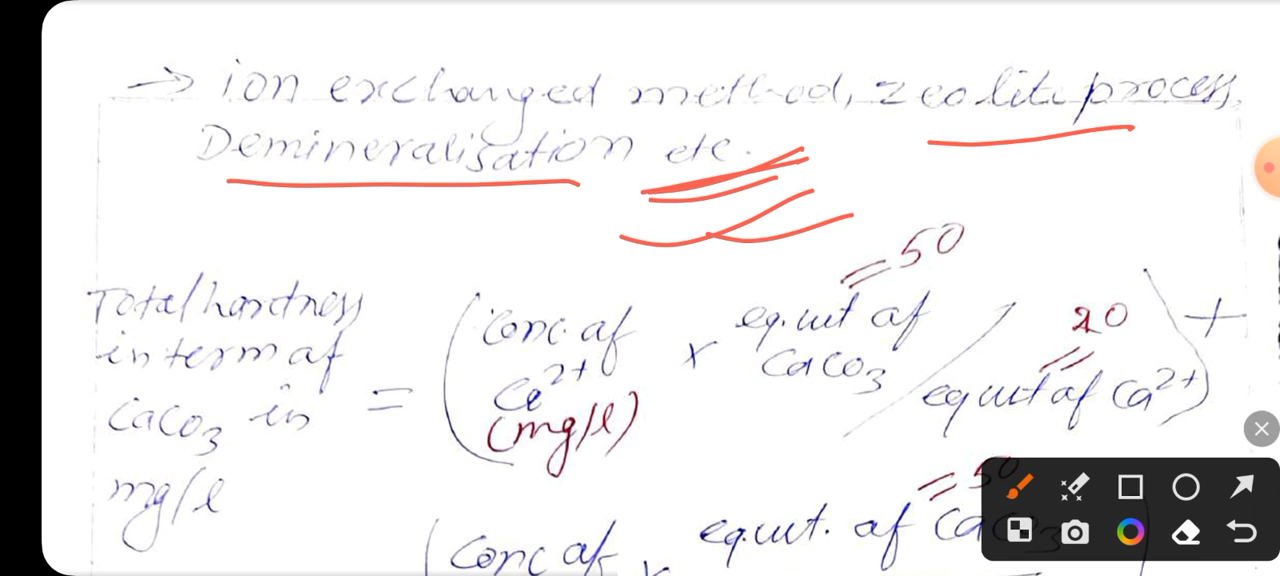 → ion exchanged method, zeolite process,
Demineralisation etc.
= 50
Total hardness in term of CaCO3 in mg/l = (Conc. of Ca2+ (mg/l) x eq.wt of CaCO3 / eq wt of Ca2+) +
= 20
= 50
(Conc of x eq.wt. of CaCO3